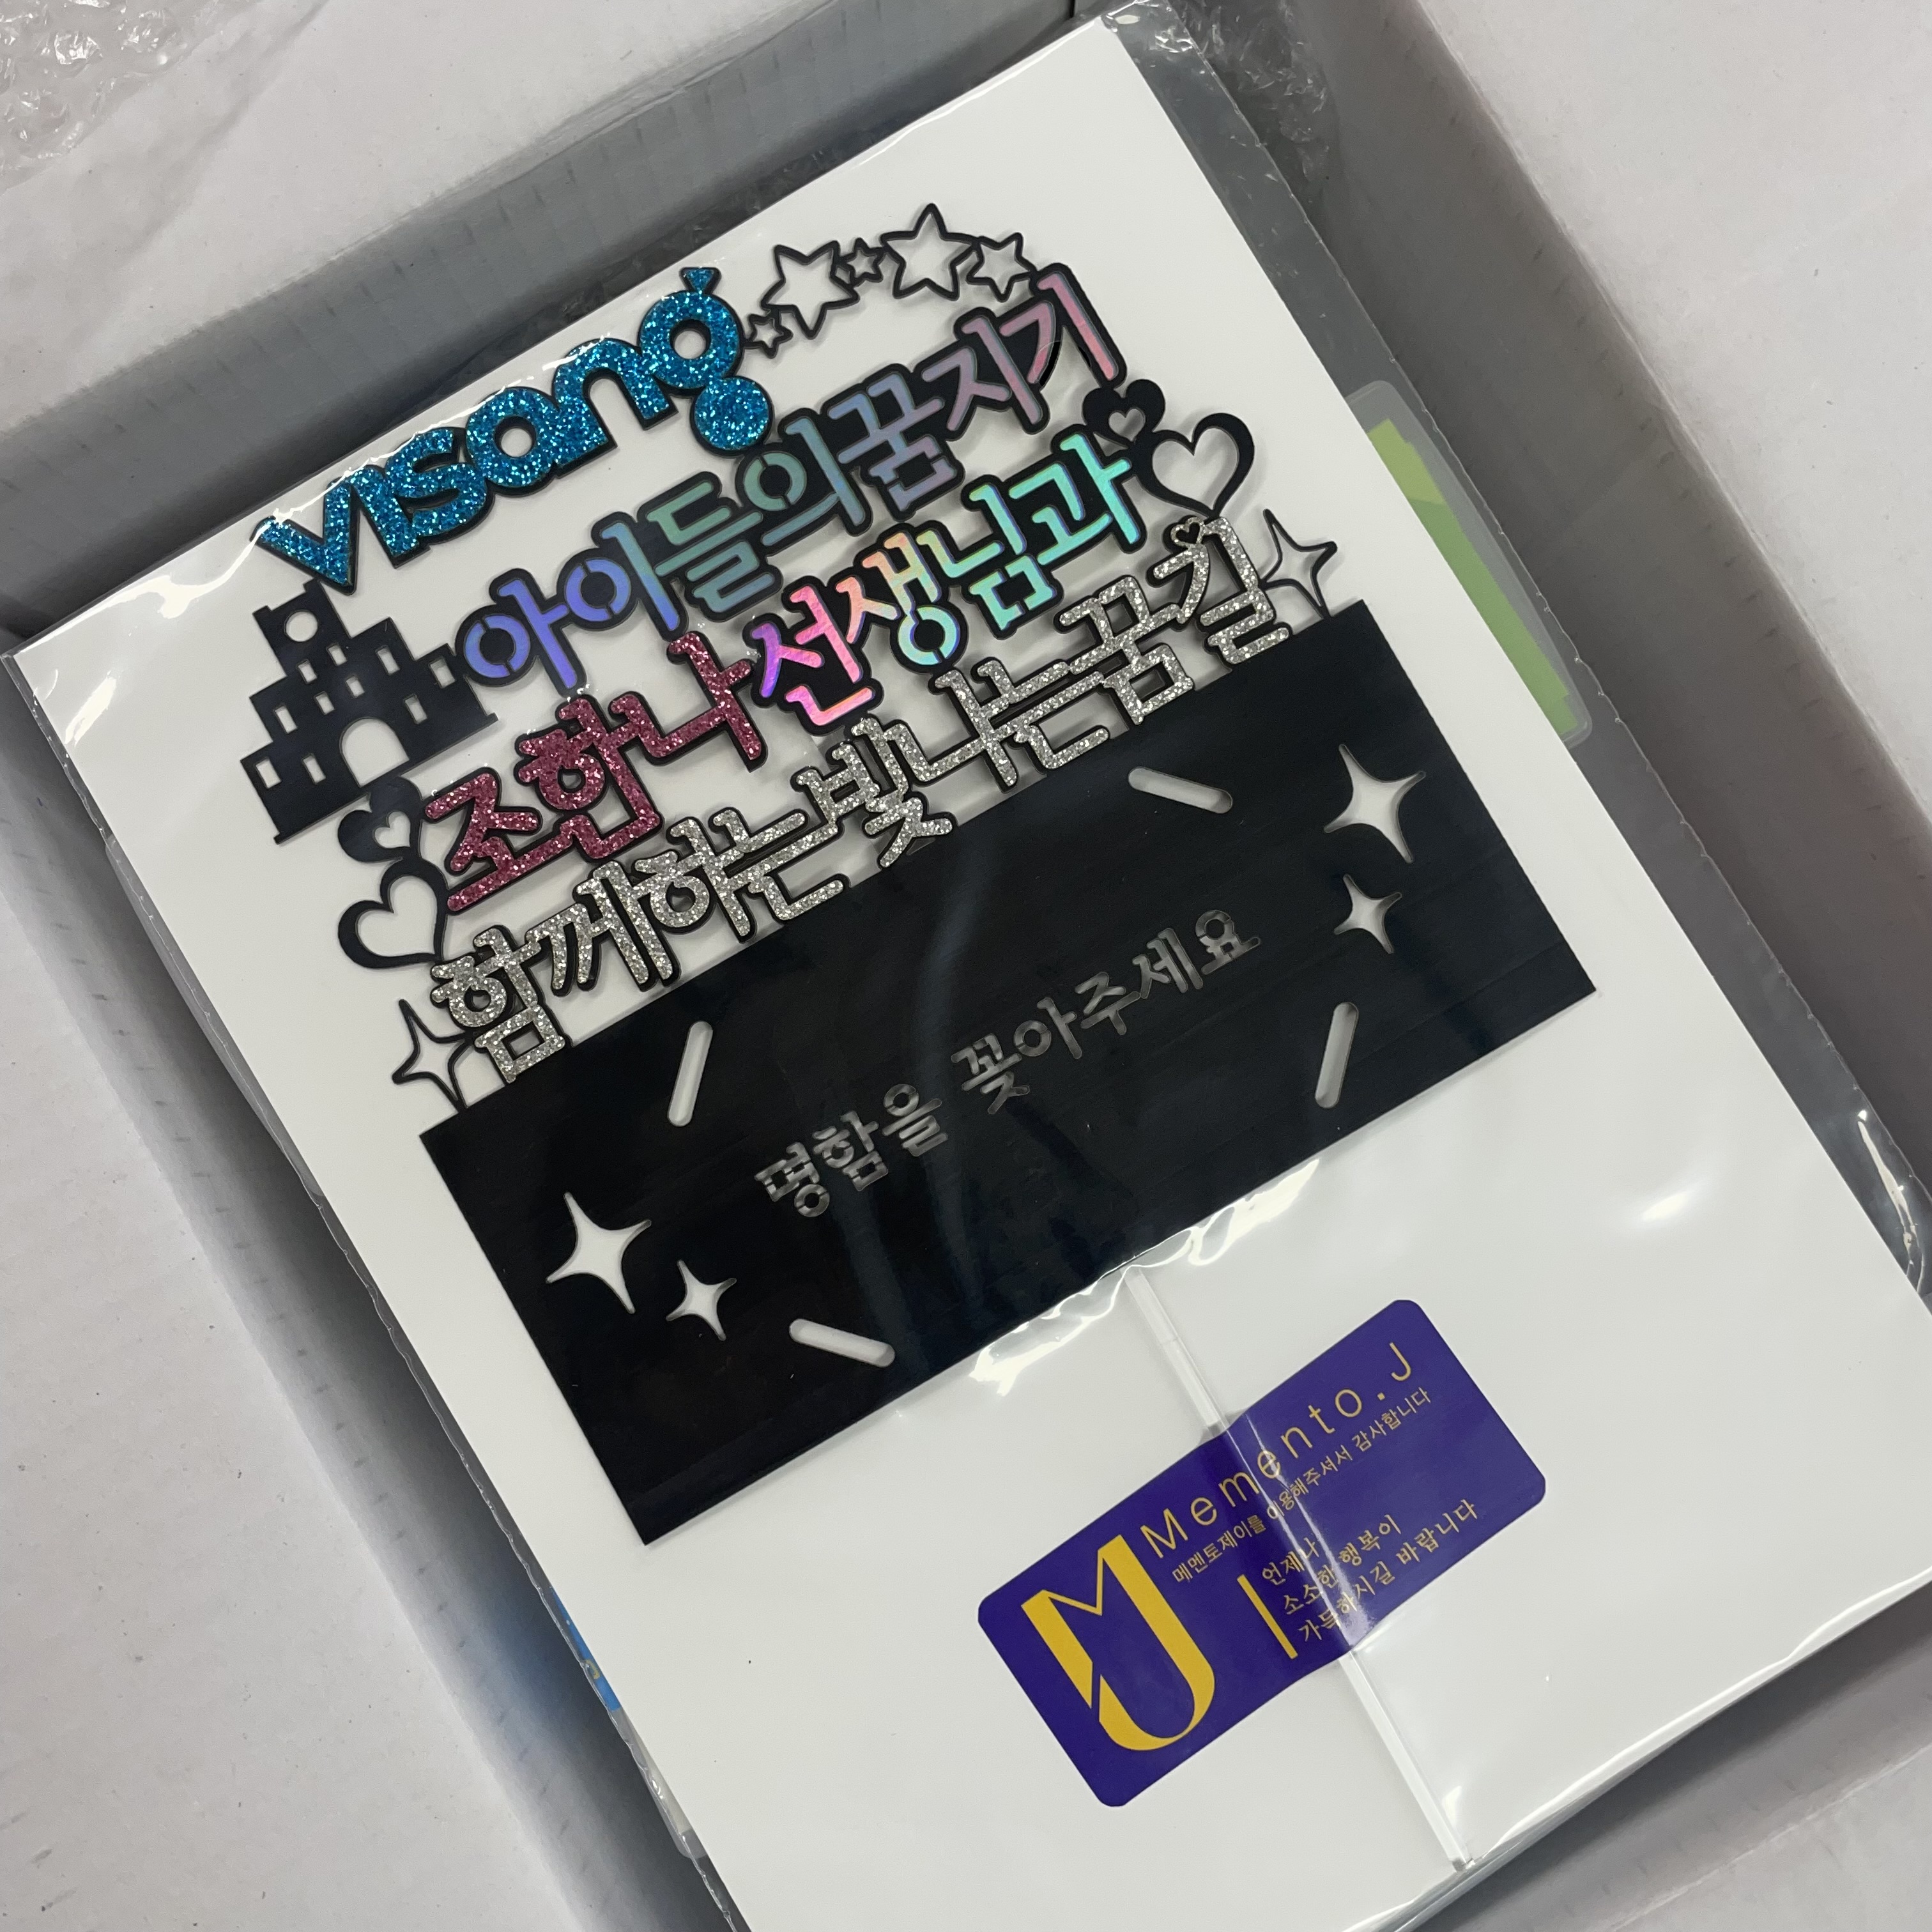 visang
아이들의꿈지기
조한나 선생님과
함께하는빛나는꿈길
명함을 꽂아주세요
Memento.J
메멘토제이를 이용해주셔서 감사합니다
언제나
소소한 행복이
가득하시길 바랍니다